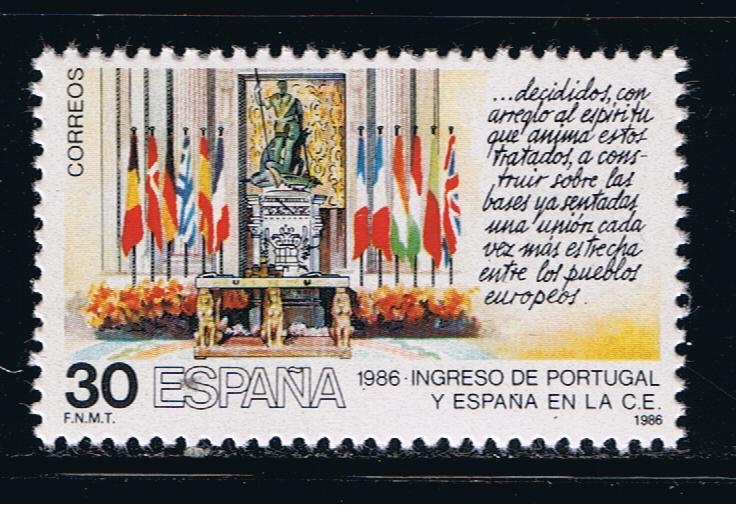 CORREOS
...decididos, con
arreglo al espíritu
que anima estos
tratados, a cons-
truir sobre las
bases ya sentadas
una unión cada
vez más estrecha
entre los pueblos
europeos.
30 ESPAÑA
1986·INGRESO DE PORTUGAL
Y ESPAÑA EN LA C.E.
F.N.M.T.
1986